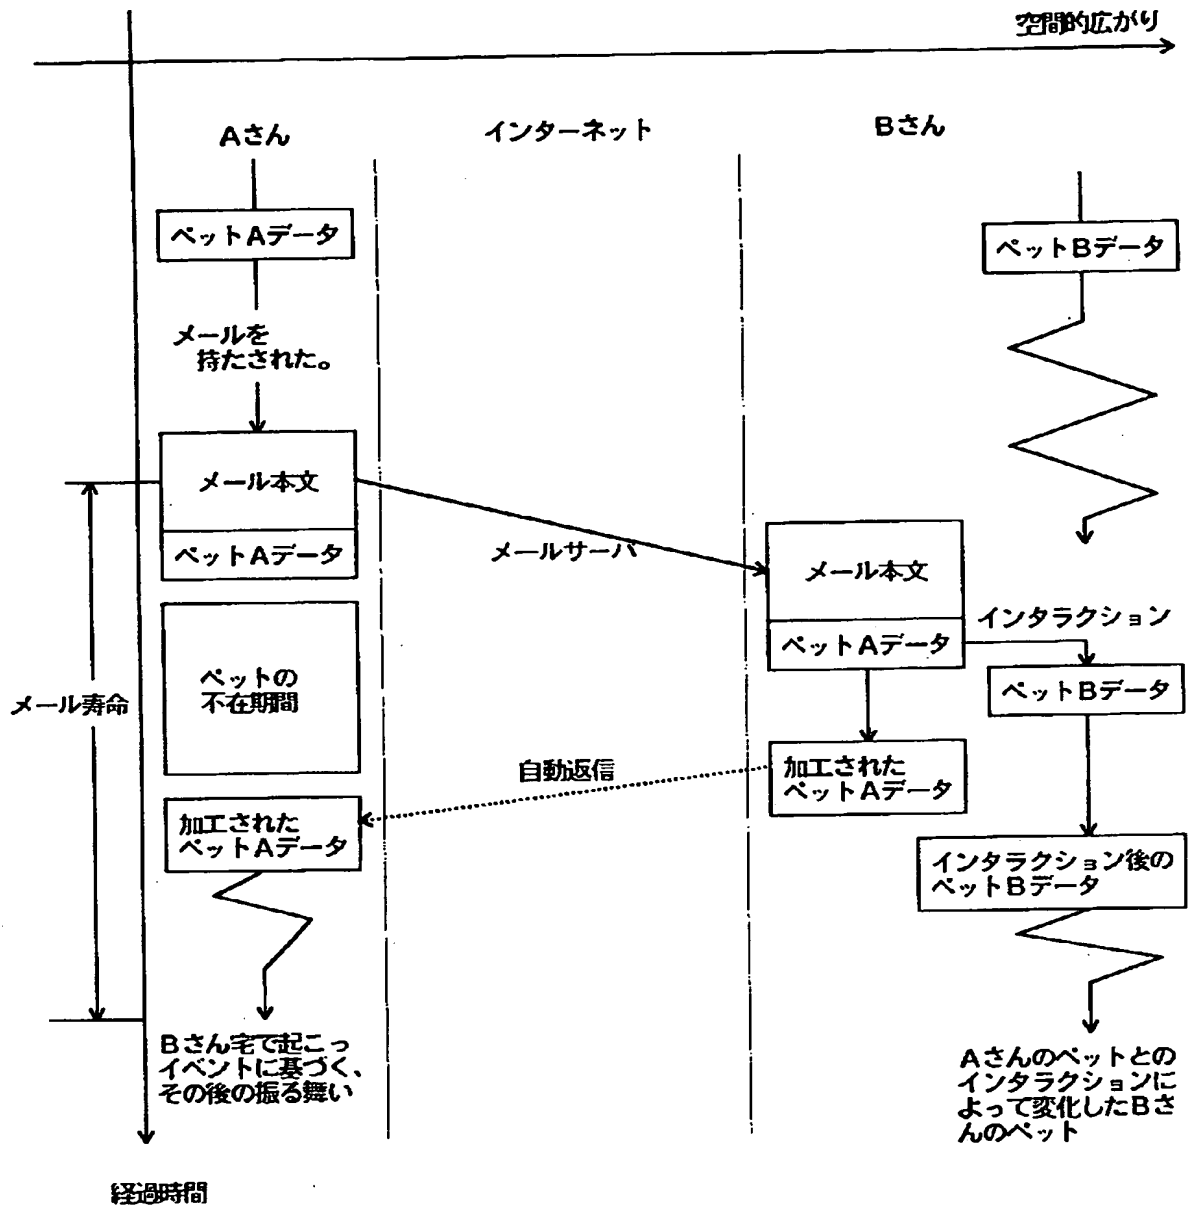 空間的広がり
Aさん
インターネット
Bさん
ペットAデータ
ペットBデータ
メールを
持たされた。
メール本文
ペットAデータ
メールサーバ
メール本文
ペットAデータ
インタラクション
ペットBデータ
ペットの
不在期間
メール寿命
自動返信
加工された
ペットAデータ
加工された
ペットAデータ
インタラクション後の
ペットBデータ
Bさん宅で起こっ
イベントに基づく、
その後の振る舞い
Aさんのペットとの
インタラクションに
よって変化したBさ
んのペット
経過時間